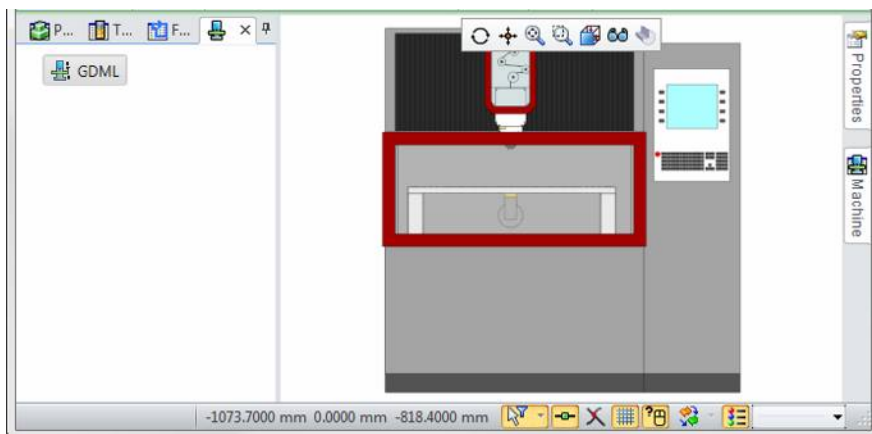 P... T... F...
GDML
Properties
Machine
-1073.7000 mm 0.0000 mm -818.4000 mm